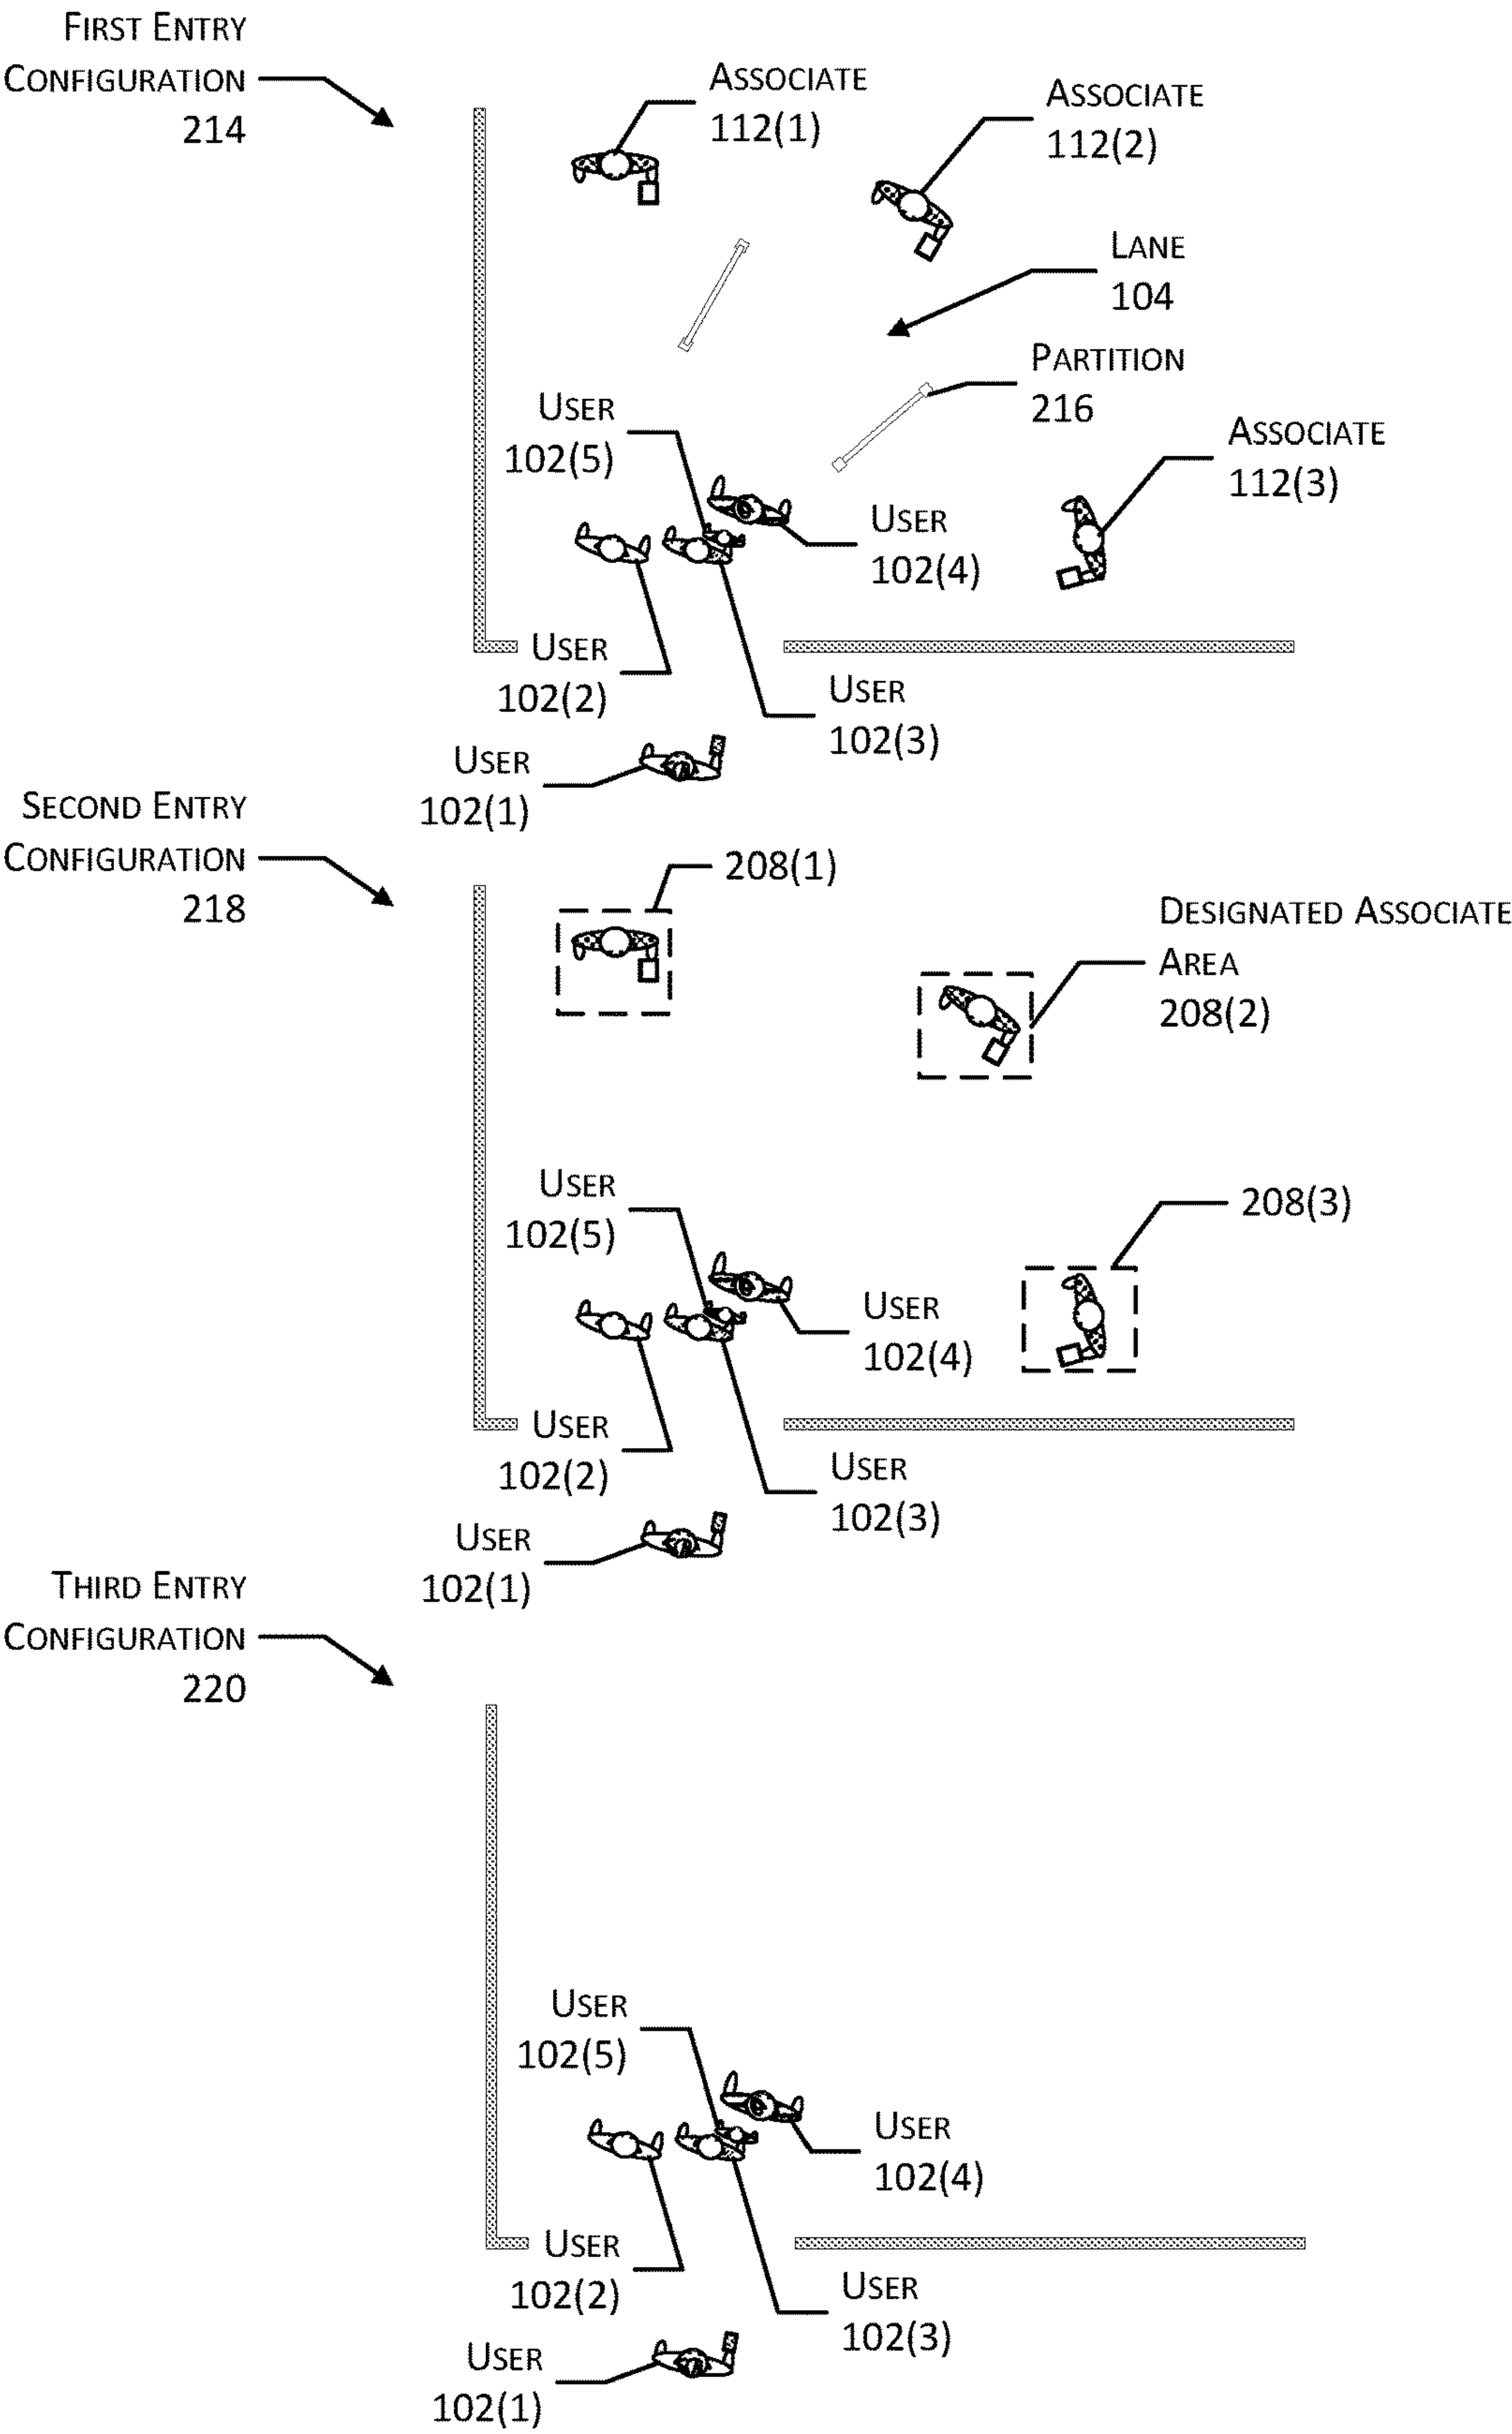 FIRST ENTRY
CONFIGURATION
214
ASSOCIATE
112(1)
ASSOCIATE
112(2)
LANE
104
PARTITION
216
USER
102(5)
ASSOCIATE
112(3)
USER
102(4)
USER
102(2)
USER
102(3)
USER
102(1)
SECOND ENTRY
CONFIGURATION
218
208(1)
DESIGNATED ASSOCIATE
AREA
208(2)
USER
102(5)
208(3)
USER
102(4)
USER
102(2)
USER
102(3)
USER
102(1)
THIRD ENTRY
CONFIGURATION
220
USER
102(5)
USER
102(4)
USER
102(2)
USER
102(3)
USER
102(1)